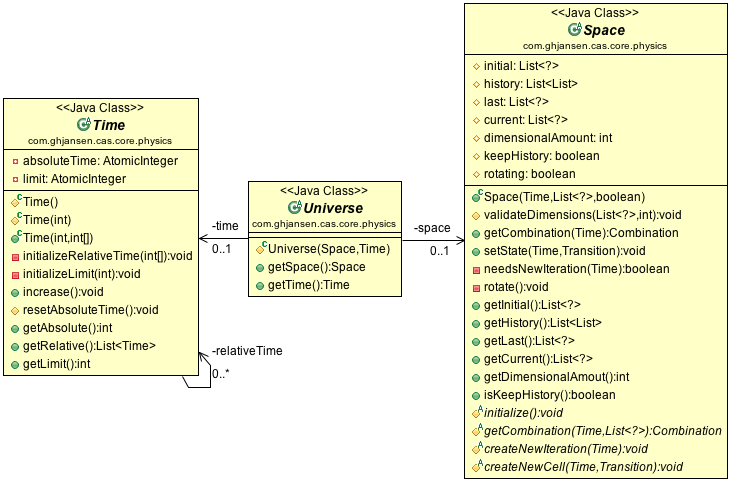 <<Java Class>>
Time
com.ghjansen.cas.core.physics
absoluteTime: AtomicInteger
limit: AtomicInteger
Time()
Time(int)
Time(int,int[])
initializeRelativeTime(int[]):void
initializeLimit(int):void
increase():void
resetAbsoluteTime():void
getAbsolute():int
getRelative():List<Time>
getLimit():int
-relativeTime
0..*
-time
0..1
<<Java Class>>
Universe
com.ghjansen.cas.core.physics
Universe(Space,Time)
getSpace():Space
getTime():Time
-space
0..1
<<Java Class>>
Space
com.ghjansen.cas.core.physics
initial: List<?>
history: List<List>
last: List<?>
current: List<?>
dimensionalAmount: int
keepHistory: boolean
rotating: boolean
Space(Time,List<?>,boolean)
validateDimensions(List<?>,int):void
getCombination(Time):Combination
setState(Time,Transition):void
needsNewIteration(Time):boolean
rotate():void
getInitial():List<?>
getHistory():List<List>
getLast():List<?>
getCurrent():List<?>
getDimensionalAmout():int
isKeepHistory():boolean
initialize():void
getCombination(Time,List<?>):Combination
createNewIteration(Time):void
createNewCell(Time,Transition):void